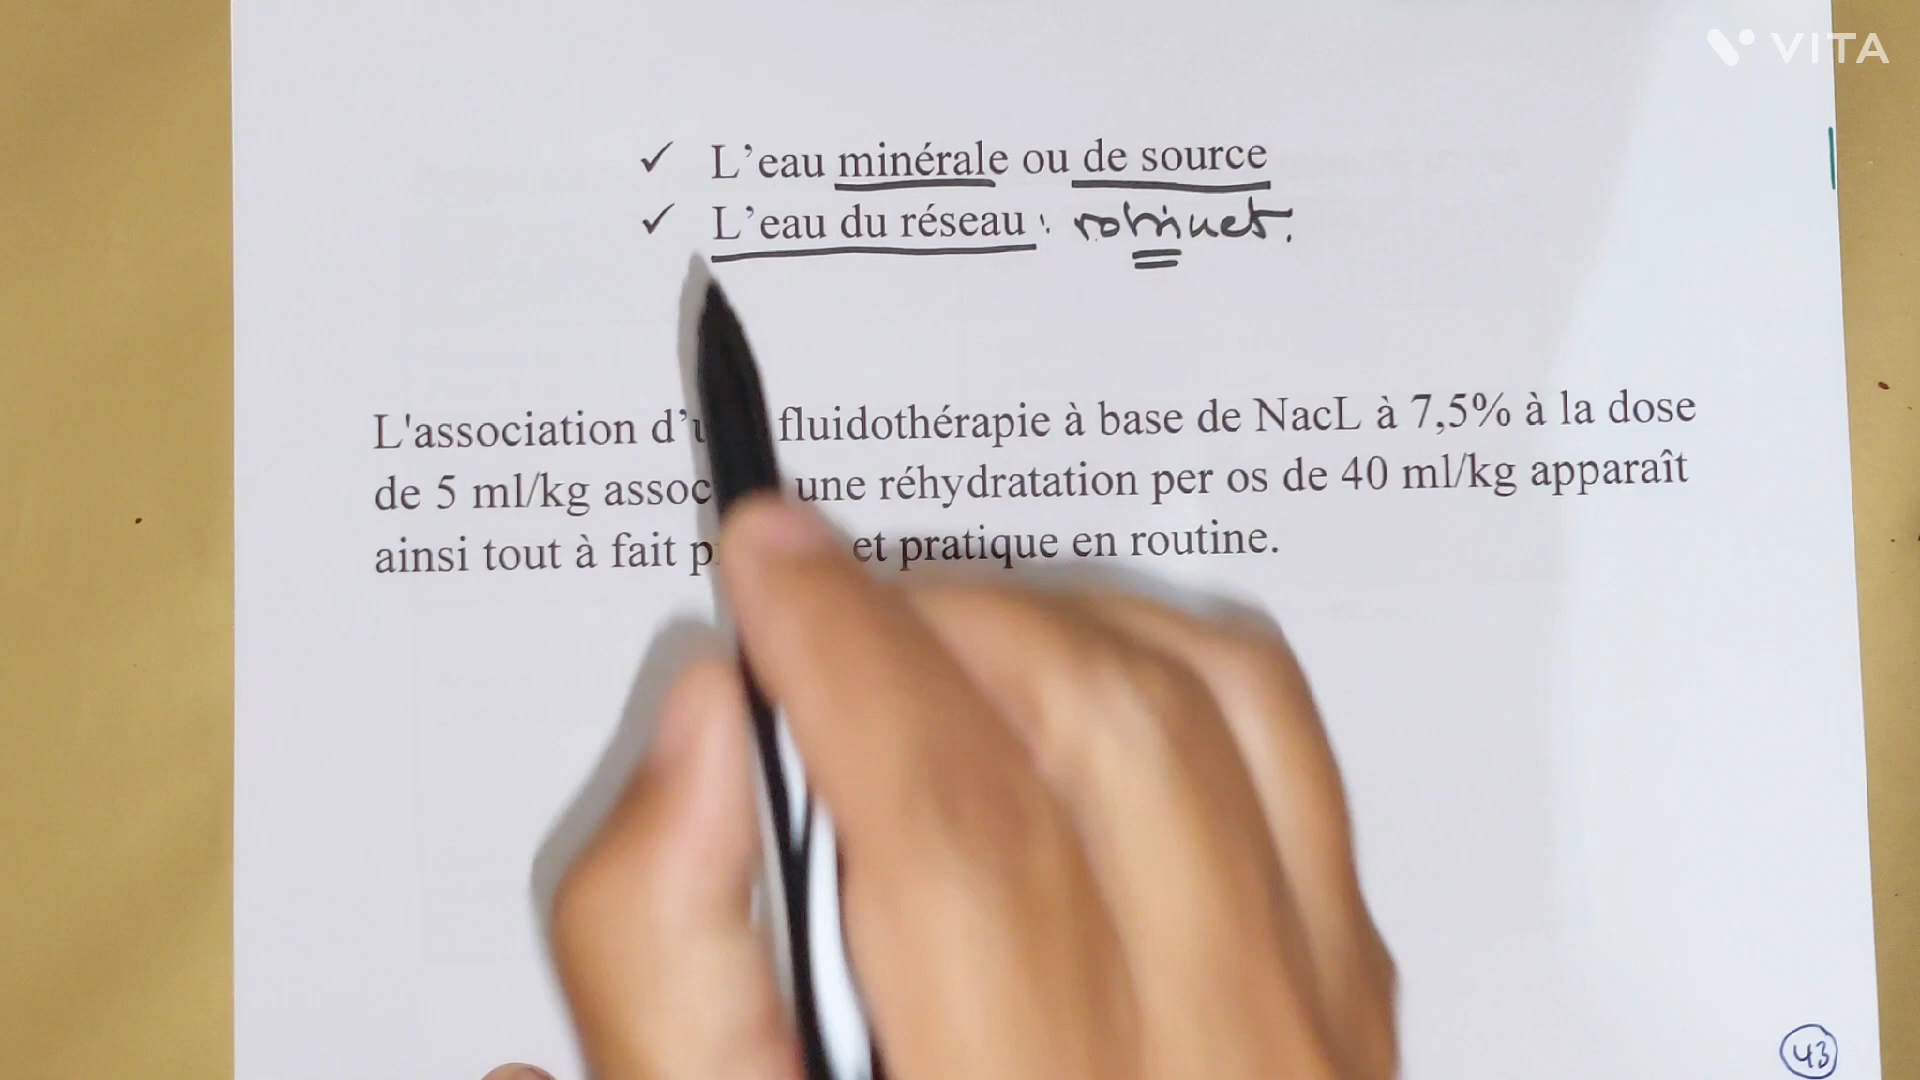 VITA
✓ L’eau minérale ou de source
✓ L’eau du réseau : robinet.
L'association d’ fluidothérapie à base de NacL à 7,5% à la dose
de 5 ml/kg une réhydratation per os de 40 ml/kg apparaît
ainsi tout à fait et pratique en routine.
43